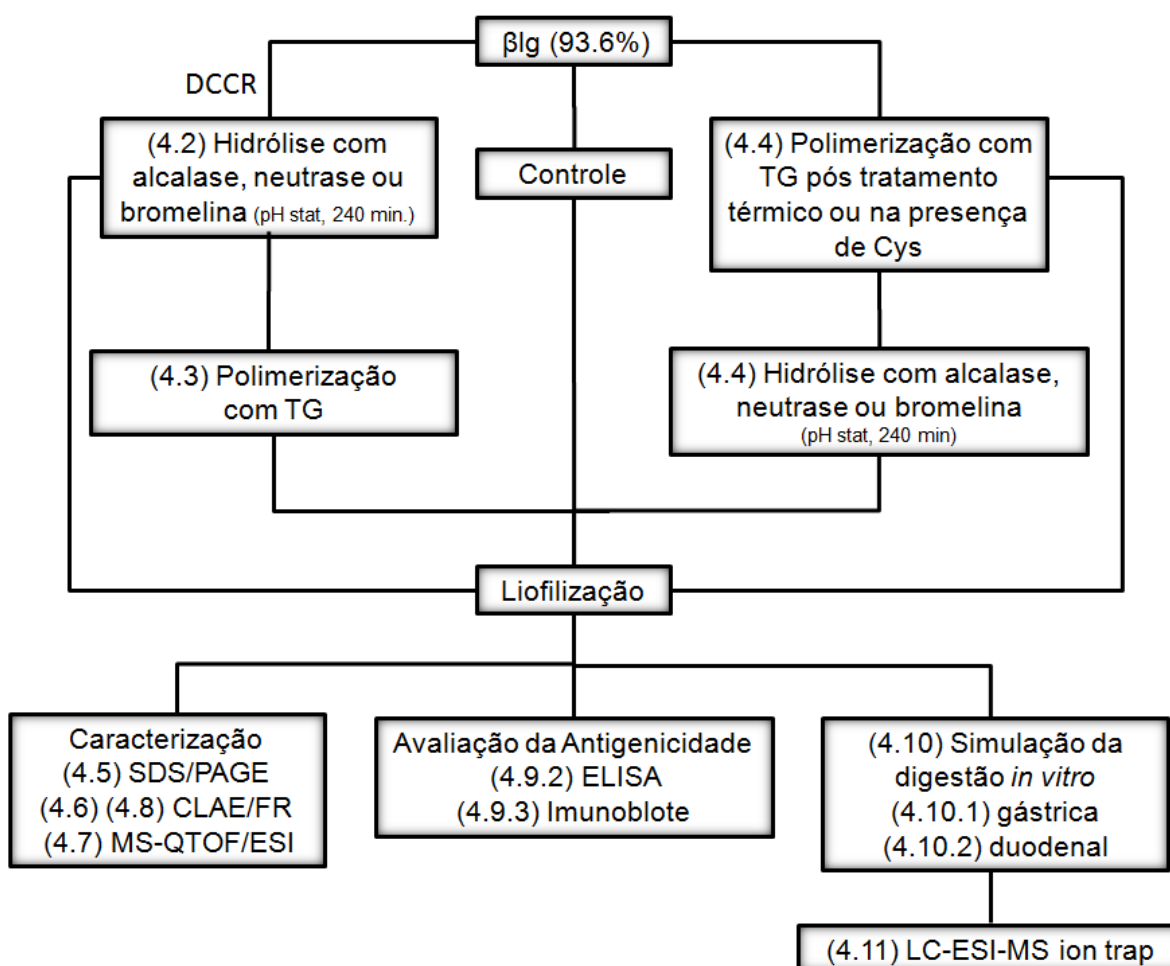 βlg (93.6%)
DCCR
(4.2) Hidrólise com
alcalase, neutrase ou
bromelina (pH stat, 240 min.)
Controle
(4.4) Polimerização com
TG pós tratamento
térmico ou na presença
de Cys
(4.3) Polimerização
com TG
(4.4) Hidrólise com alcalase,
neutrase ou bromelina
(pH stat, 240 min)
Liofilização
Caracterização
(4.5) SDS/PAGE
(4.6) (4.8) CLAE/FR
(4.7) MS-QTOF/ESI
Avaliação da Antigenicidade
(4.9.2) ELISA
(4.9.3) Imunoblote
(4.10) Simulação da
digestão in vitro
(4.10.1) gástrica
(4.10.2) duodenal
(4.11) LC-ESI-MS ion trap